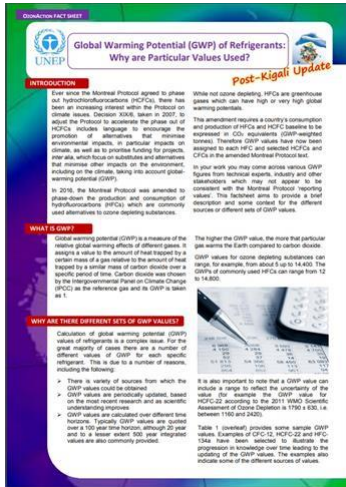 OZONACTION FACT SHEET
UNEP
Global Warming Potential (GWP) of Refrigerants:
Why are Particular Values Used?
Post-Kigali Update
INTRODUCTION
Ever since the Montreal Protocol agreed to phase
out hydrochlorofluorocarbons (HCFCs), there has
been an increasing interest within the Protocol on
climate issues. Decision XIX/6, taken in 2007, to
adjust the Protocol to accelerate the phase out of
HCFCs includes language to encourage the
promotion of alternatives that minimise
environmental impacts, in particular impacts on
climate, as well as to prioritise funding for projects,
inter alia, which focus on substitutes and alternatives
that minimise other impacts on the environment,
including on the climate, taking into account global-
warming potential (GWP).
In 2016, the Montreal Protocol was amended to
phase-down the production and consumption of
hydrofluorocarbons (HFCs) which are commonly
used alternatives to ozone depleting substances.
While not ozone depleting, HFCs are greenhouse
gases which can have high or very high global
warming potentials.
This amendment requires a country's consumption
and production of HFCs and HCFC baseline to be
expressed in CO₂ equivalents (GWP-weighted
tonnes). Therefore GWP values have now been
assigned to each HFC and selected HCFCs and
CFCs in the amended Montreal Protocol text.
In your work you may come across various GWP
figures from technical experts, industry and other
stakeholders which may not appear to be
consistent with the Montreal Protocol 'reporting
values'. This factsheet aims to provide a brief
description and some context for the different
sources or different sets of GWP values.
WHAT IS GWP?
Global warming potential (GWP) is a measure of the
relative global warming effects of different gases. It
assigns a value to the amount of heat trapped by a
certain mass of a gas relative to the amount of heat
trapped by a similar mass of carbon dioxide over a
specific period of time. Carbon dioxide was chosen
by the Intergovernmental Panel on Climate Change
(IPCC) as the reference gas and its GWP is taken
as 1.
The higher the GWP value, the more that particular
gas warms the Earth compared to carbon dioxide.
GWP values for ozone depleting substances can
range, for example, from about 5 up to 14,400. The
GWPs of commonly used HFCs can range from 12
to 14,800.
WHY ARE THERE DIFFERENT SETS OF GWP VALUES?
Calculation of global warming potential (GWP)
values of refrigerants is a complex issue. For the
great majority of cases there are a number of
different values of GWP for each specific
refrigerant. This is due to a number of reasons,
including the following:
➢ There is variety of sources from which the
GWP values could be obtained
➢ GWP values are periodically updated, based
on the most recent research and as scientific
understanding improves
➢ GWP values are calculated over different time
horizons. Typically GWP values are quoted
over a 100 year time horizon, although 20 year
and to a lesser extent 500 year integrated
values are also commonly provided.
It is also important to note that a GWP value can
include a range to reflect the uncertainty of the
value (for example the GWP value for
HCFC-22 according to the 2011 WMO Scientific
Assessment of Ozone Depletion is 1790 ± 630, i.e.
between 1160 and 2420).
Table 1 (overleaf) provides some sample GWP
values. Examples of CFC-12, HCFC-22 and HFC-
134a have been selected to illustrate the
progression in knowledge over time leading to the
updating of the GWP values. The examples also
indicate some of the different sources of values.